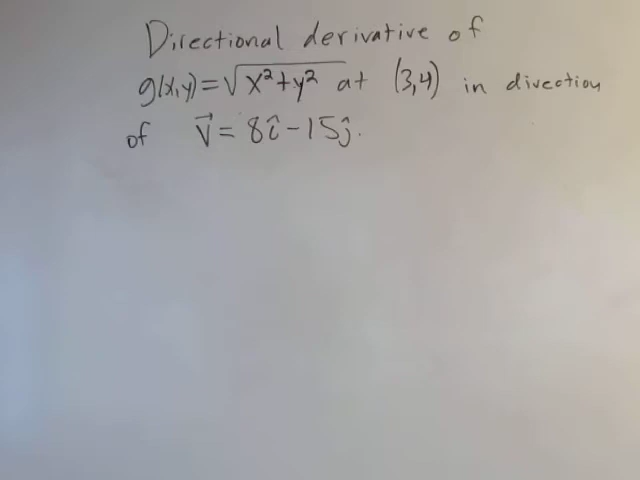 Directional derivative of
g(x,y) = √(x²+y²) at (3,4) in direction
of V⃗ = 8î - 15ĵ.